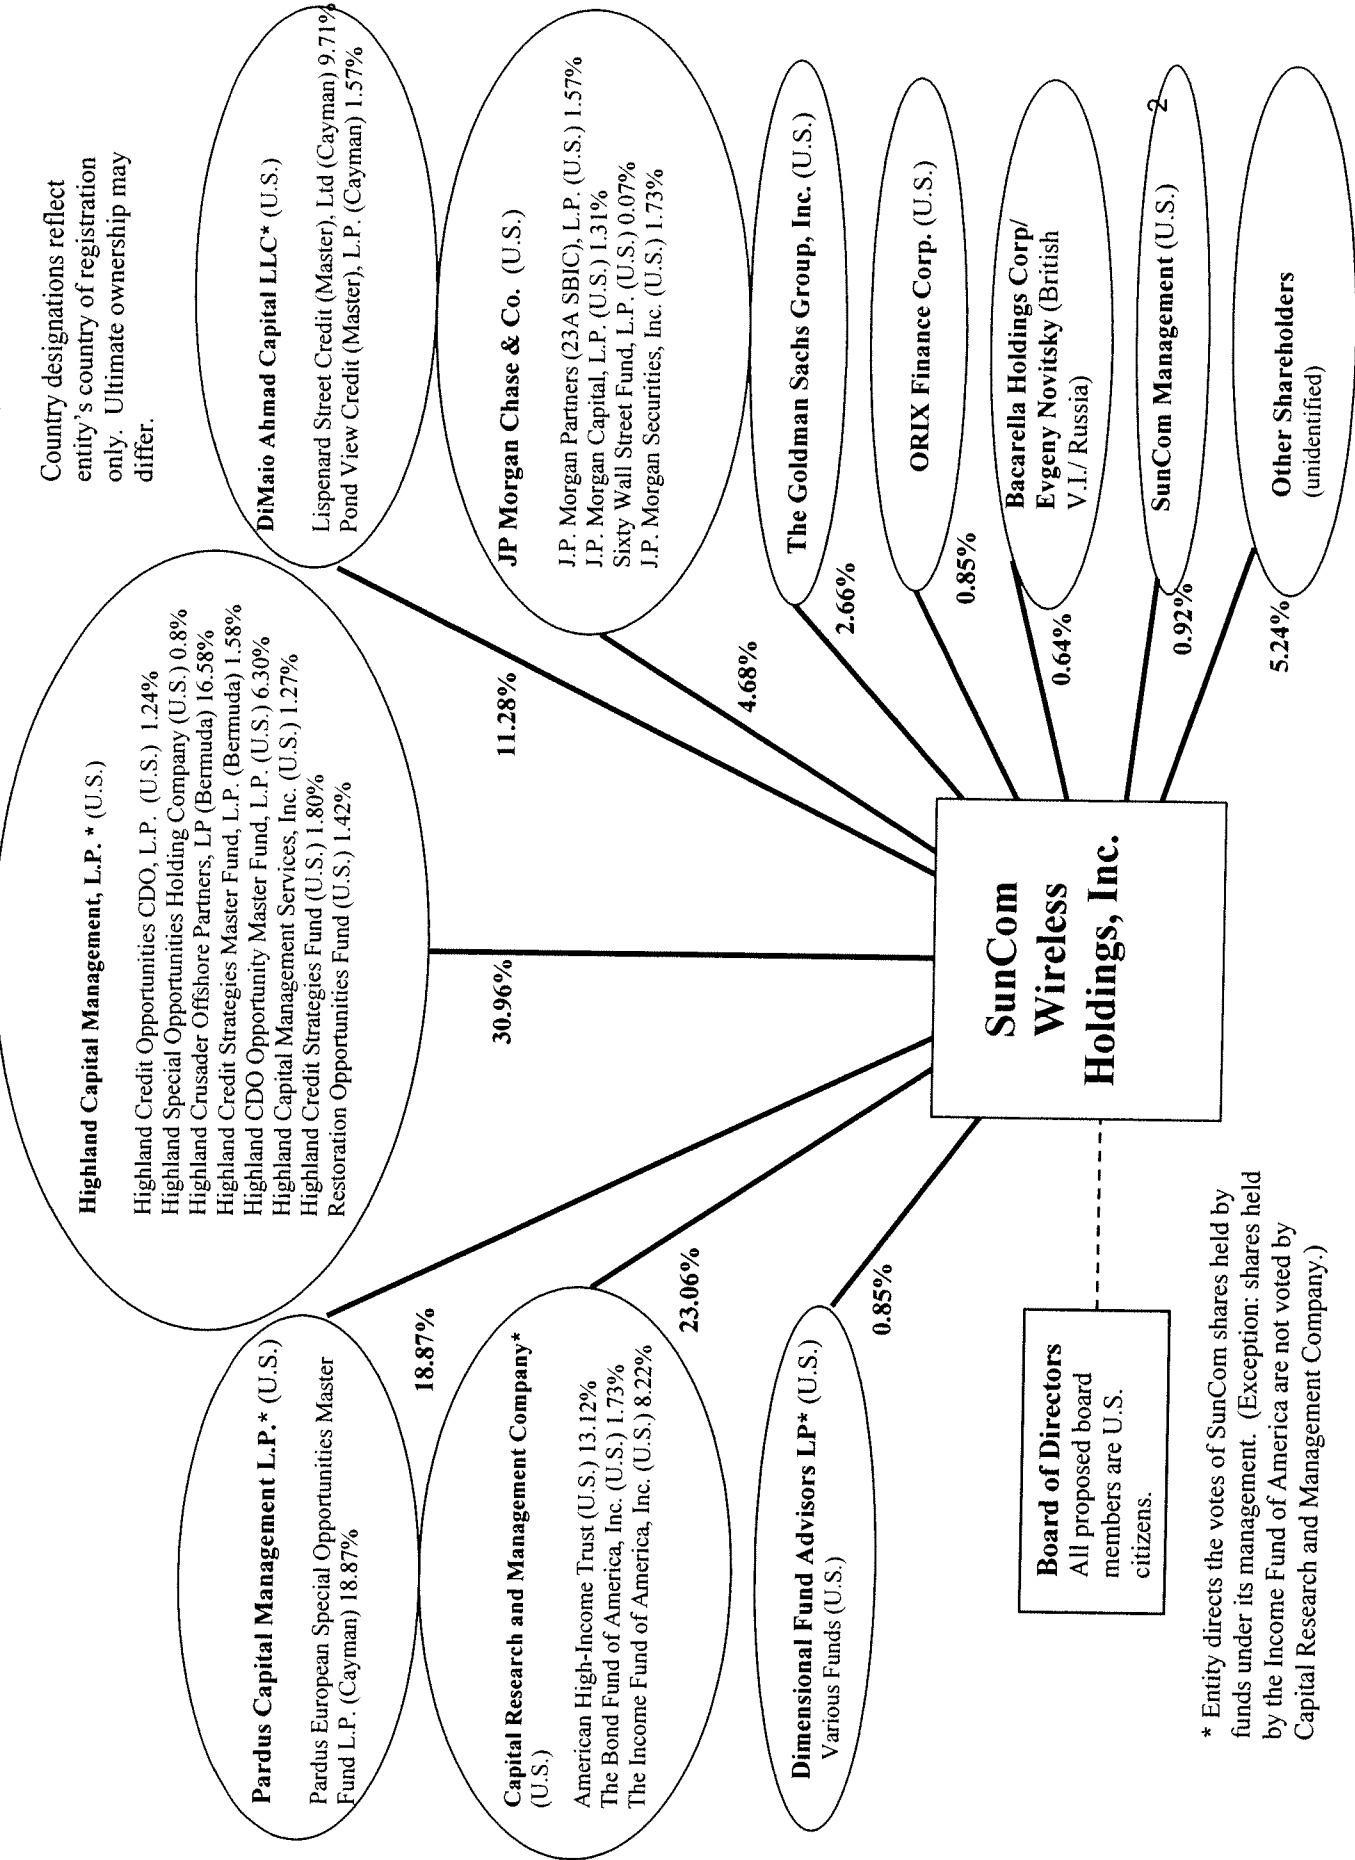 Country designations reflect
entity's country of registration
only. Ultimate ownership may
differ.
Highland Capital Management, L.P. * (U.S.)
Highland Credit Opportunities CDO, L.P. (U.S.) 1.24%
Highland Special Opportunities Holding Company (U.S.) 0.8%
Highland Crusader Offshore Partners, LP (Bermuda) 16.58%
Highland Credit Strategies Master Fund, L.P. (Bermuda) 1.58%
Highland CDO Opportunity Master Fund, L.P. (U.S.) 6.30%
Highland Capital Management Services, Inc. (U.S.) 1.27%
Highland Credit Strategies Fund (U.S.) 1.80%
Restoration Opportunities Fund (U.S.) 1.42%
30.96%
Pardus Capital Management L.P.* (U.S.)
Pardus European Special Opportunities Master
Fund L.P. (Cayman) 18.87%
18.87%
Capital Research and Management Company*
(U.S.)
American High-Income Trust (U.S.) 13.12%
The Bond Fund of America, Inc. (U.S.) 1.73%
The Income Fund of America, Inc. (U.S.) 8.22%
23.06%
Dimensional Fund Advisors LP* (U.S.)
Various Funds (U.S.)
0.85%
DiMaio Ahmad Capital LLC* (U.S.)
Lispenard Street Credit (Master), Ltd (Cayman) 9.71%
Pond View Credit (Master), L.P. (Cayman) 1.57%
11.28%
JP Morgan Chase & Co. (U.S.)
J.P. Morgan Partners (23A SBIC), L.P. (U.S.) 1.57%
J.P. Morgan Capital, L.P. (U.S.) 1.31%
Sixty Wall Street Fund, L.P. (U.S.) 0.07%
J.P. Morgan Securities, Inc. (U.S.) 1.73%
4.68%
The Goldman Sachs Group, Inc. (U.S.)
2.66%
ORIX Finance Corp. (U.S.)
0.85%
Bacarella Holdings Corp/
Evgeny Novitsky (British
V.I./ Russia)
0.64%
SunCom Management (U.S.)
2
0.92%
Other Shareholders
(unidentified)
5.24%
SunCom
Wireless
Holdings, Inc.
Board of Directors
All proposed board
members are U.S.
citizens.
* Entity directs the votes of SunCom shares held by
funds under its management. (Exception: shares held
by the Income Fund of America are not voted by
Capital Research and Management Company.)